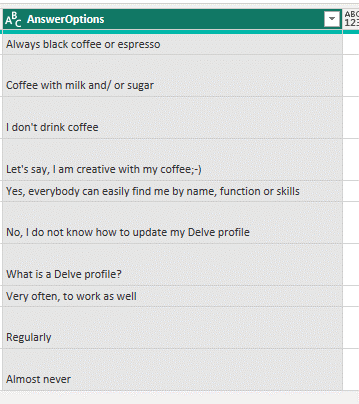 ABC AnswerOptions ABC 123
Always black coffee or espresso
Coffee with milk and/ or sugar
I don't drink coffee
Let's say, I am creative with my coffee;-)
Yes, everybody can easily find me by name, function or skills
No, I do not know how to update my Delve profile
What is a Delve profile?
Very often, to work as well
Regularly
Almost never